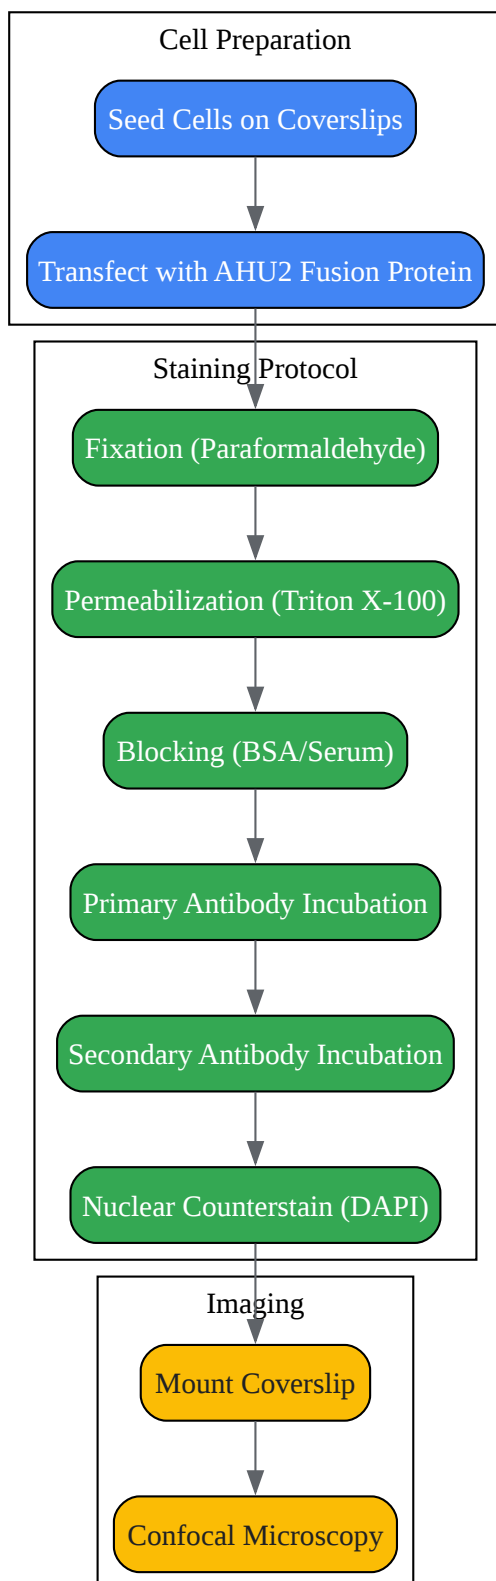 Cell Preparation
Seed Cells on Coverslips
Transfect with AHU2 Fusion Protein
Staining Protocol
Fixation (Paraformaldehyde)
Permeabilization (Triton X-100)
Blocking (BSA/Serum)
Primary Antibody Incubation
Secondary Antibody Incubation
Nuclear Counterstain (DAPI)
Imaging
Mount Coverslip
Confocal Microscopy